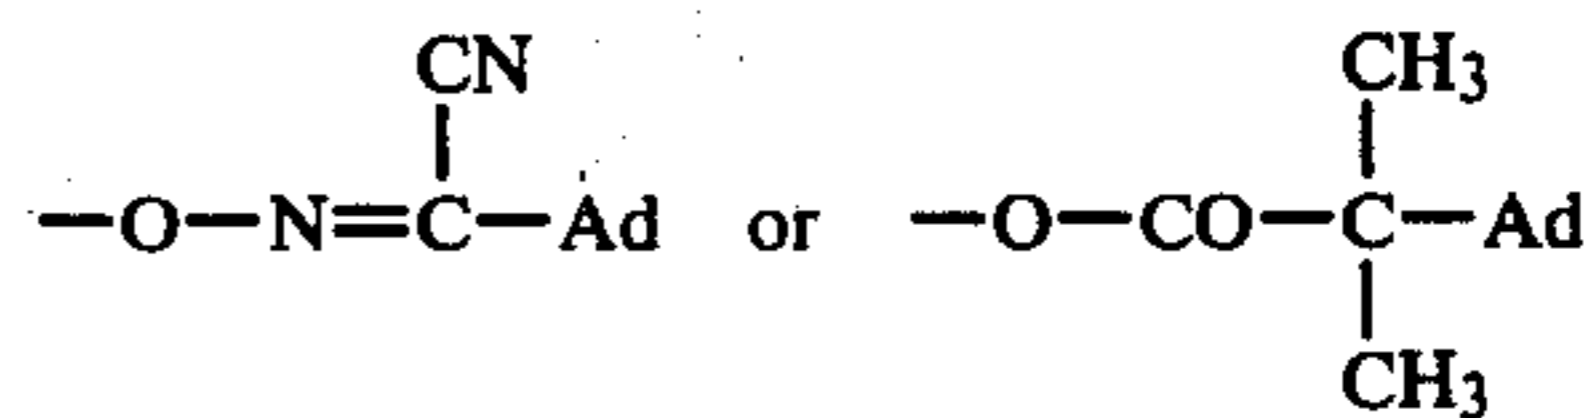 CN CH3
—O—N=C—Ad or —O—CO—C—Ad
CH3